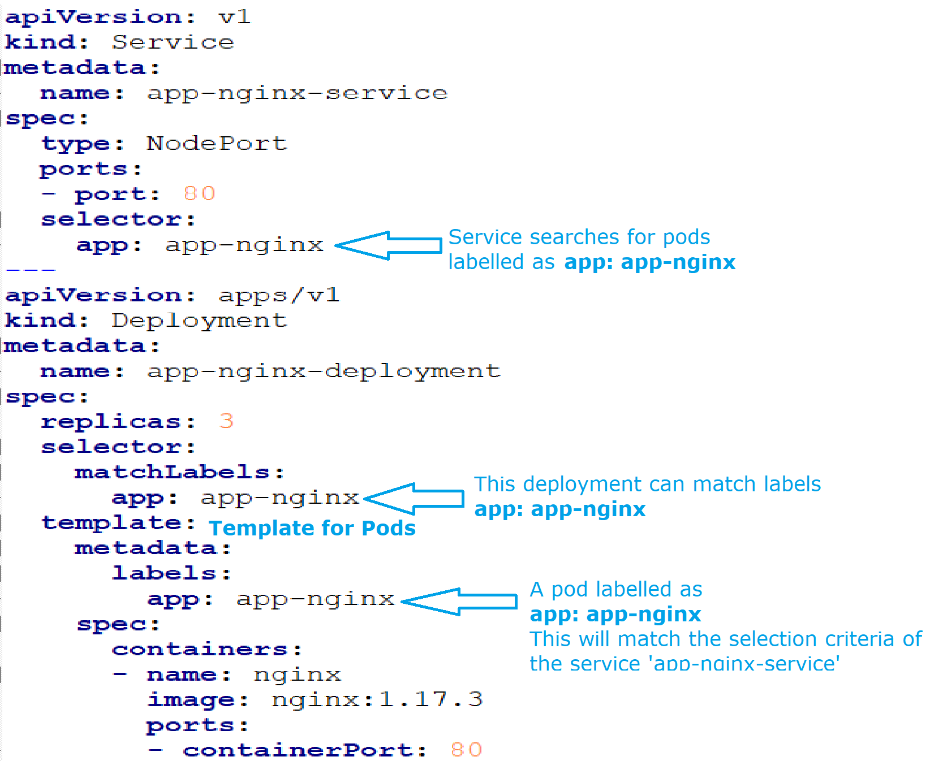 apiVersion: v1
kind: Service
metadata:
  name: app-nginx-service
spec:
  type: NodePort
  ports:
  - port: 80
  selector:
    app: app-nginx
Service searches for pods
labelled as app: app-nginx
---
apiVersion: apps/v1
kind: Deployment
metadata:
  name: app-nginx-deployment
spec:
  replicas: 3
  selector:
    matchLabels:
      app: app-nginx
This deployment can match labels
app: app-nginx
  template: Template for Pods
    metadata:
      labels:
        app: app-nginx
A pod labelled as
app: app-nginx
This will match the selection criteria of
the service 'app-nginx-service'
    spec:
      containers:
      - name: nginx
        image: nginx:1.17.3
        ports:
        - containerPort: 80